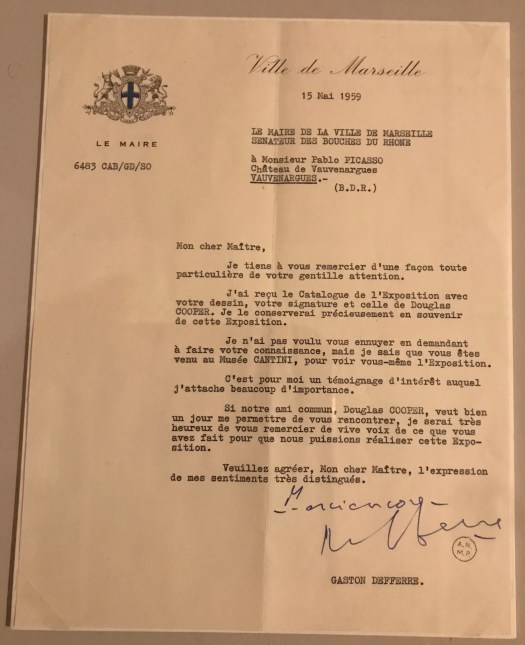 Ville de Marseille
15 Mai 1959
LE MAIRE
6483 CAB/GD/SO
LE MAIRE DE LA VILLE DE MARSEILLE
SENATEUR DES BOUCHES DU RHONE
à Monsieur Pablo PICASSO
Château de Vauvenargues
VAUVENARGUES.-
(B.D.R.)
Mon cher Maître,
Je tiens à vous remercier d'une façon toute
particulière de votre gentille attention.
J'ai reçu le Catalogue de l'Exposition avec
votre dessin, votre signature et celle de Douglas
COOPER. Je le conserverai précieusement en souvenir
de cette Exposition.
Je n'ai pas voulu vous ennuyer en demandant
à faire votre connaissance, mais je sais que vous êtes
venu au Musée CANTINI, pour voir vous-même l'Exposition.
C'est pour moi un témoignage d'intérêt auquel
j'attache beaucoup d'importance.
Si notre ami commun, Douglas COOPER, veut bien
un jour me permettre de vous rencontrer, je serai très
heureux de vous remercier de vive voix de ce que vous
avez fait pour que nous puissions réaliser cette Expo-
sition.
Veuillez agréer, Mon cher Maître, l'expression
de mes sentiments très distingués.
Merci encore
A.N.
M.P.
GASTON DEFFERRE.